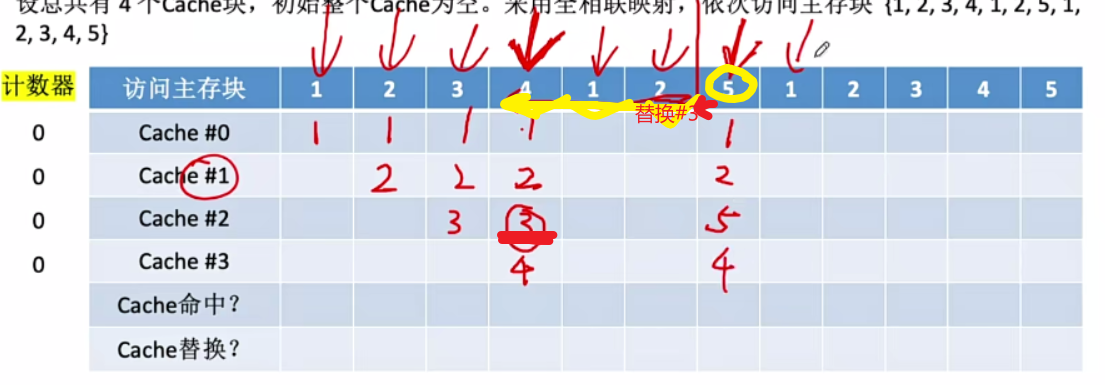 设总共有 4 个Cache块，初始整个Cache为空。采用全相联映射，依次访问主存块 {1, 2, 3, 4, 1, 2, 5, 1,
2, 3, 4, 5}
计数器 访问主存块 1 2 3 4 1 2 5 1 2 3 4 5
替换#3
0 Cache #0 1 1 1 1 1
0 Cache #1 2 2 2 2
0 Cache #2 3 3 5
0 Cache #3 4 4
Cache命中？
Cache替换？